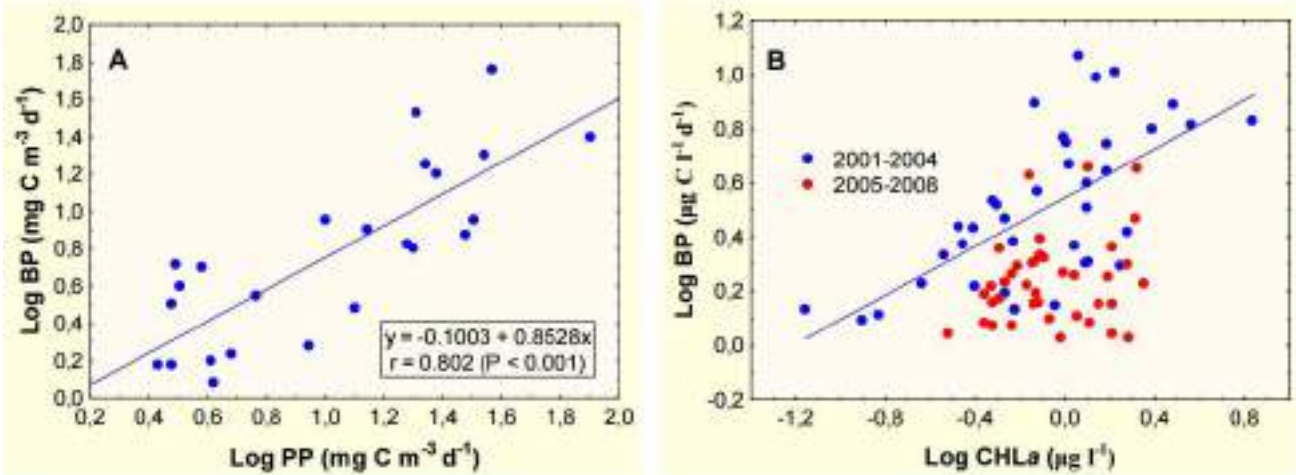 A
Log BP (mg C m⁻³ d⁻¹)
2,0
1,8
1,6
1,4
1,2
1,0
0,8
0,6
0,4
0,2
0,0
y = -0.1003 + 0.8528x
r = 0.802 (P < 0.001)
0,2 0,4 0,6 0,8 1,0 1,2 1,4 1,6 1,8 2,0
Log PP (mg C m⁻³ d⁻¹)
B
Log BP (µg C l⁻¹ d⁻¹)
1,2
1,0
0,8
0,6
0,4
0,2
0,0
-0,2
2001-2004
2005-2008
-1,2 -0,8 -0,4 0,0 0,4 0,8
Log CHLa (µg l⁻¹)